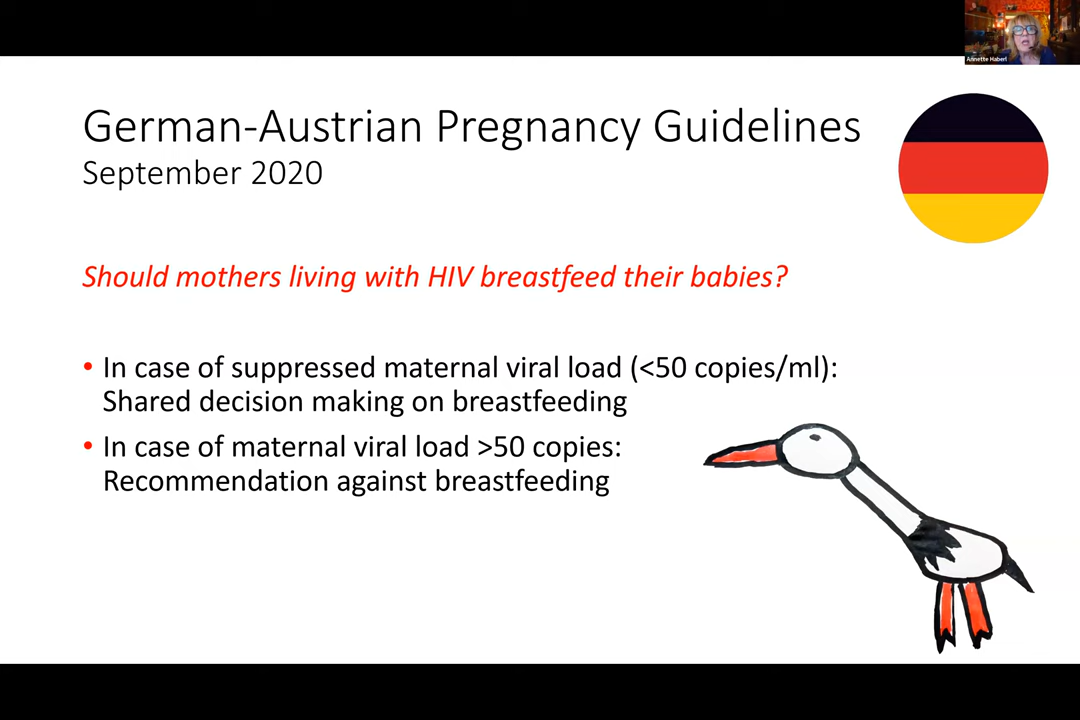 Annette Haberl
German-Austrian Pregnancy Guidelines
September 2020
Should mothers living with HIV breastfeed their babies?
• In case of suppressed maternal viral load (<50 copies/ml):
Shared decision making on breastfeeding
• In case of maternal viral load >50 copies:
Recommendation against breastfeeding